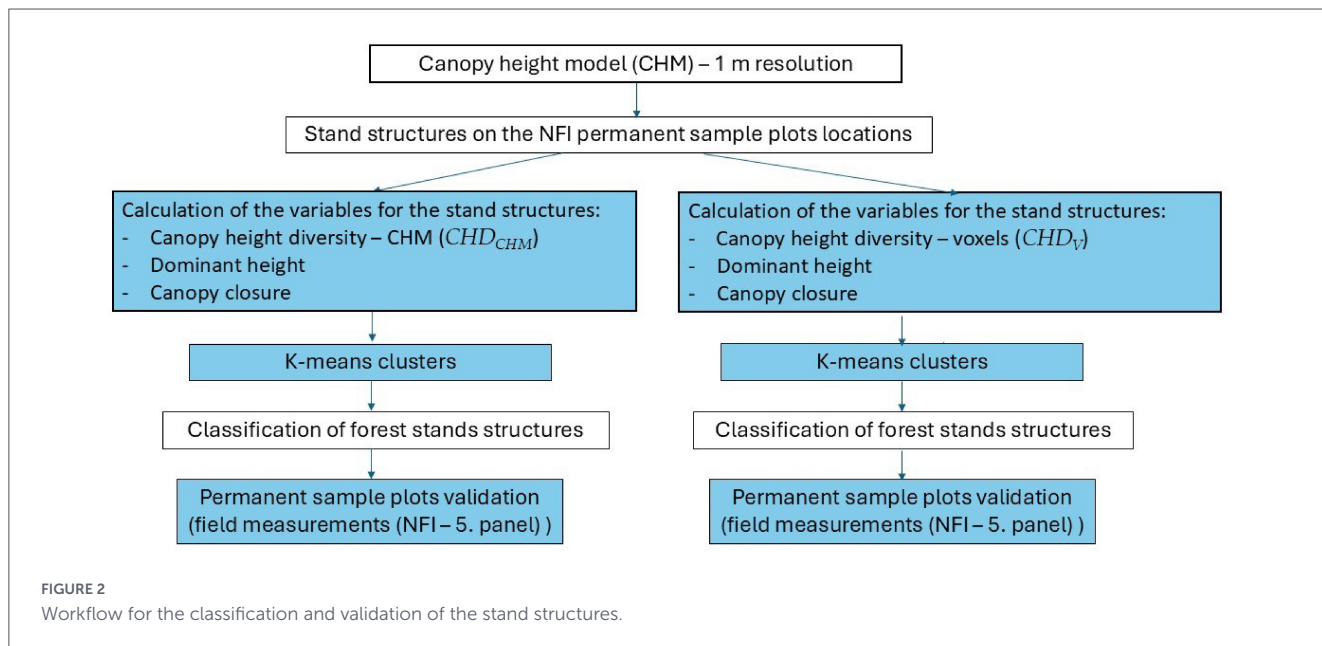 Canopy height model (CHM) – 1 m resolution
Stand structures on the NFI permanent sample plots locations
Calculation of the variables for the stand structures:
- Canopy height diversity – CHM (CHD_CHM)
- Dominant height
- Canopy closure
Calculation of the variables for the stand structures:
- Canopy height diversity – voxels (CHD_V)
- Dominant height
- Canopy closure
K-means clusters
K-means clusters
Classification of forest stands structures
Classification of forest stands structures
Permanent sample plots validation
(field measurements (NFI – 5. panel) )
Permanent sample plots validation
(field measurements (NFI – 5. panel) )
FIGURE 2
Workflow for the classification and validation of the stand structures.